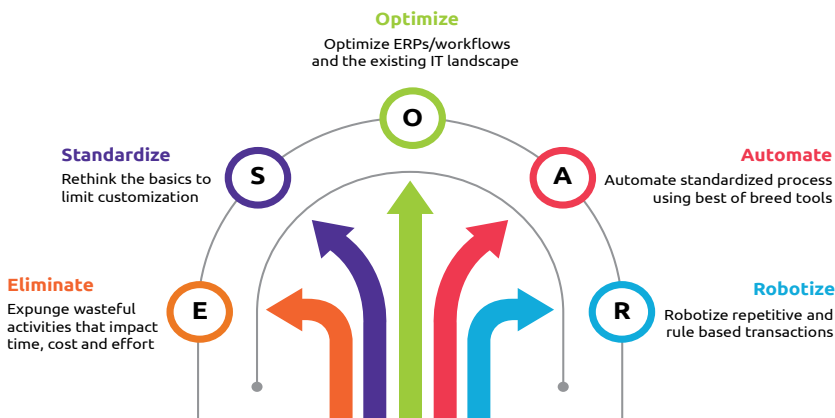 Optimize
Optimize ERPs/workflows
and the existing IT landscape
O
Standardize
Rethink the basics to
limit customization
S
A
Automate
Automate standardized process
using best of breed tools
Eliminate
Expunge wasteful
activities that impact
time, cost and effort
E
R
Robotize
Robotize repetitive and
rule based transactions